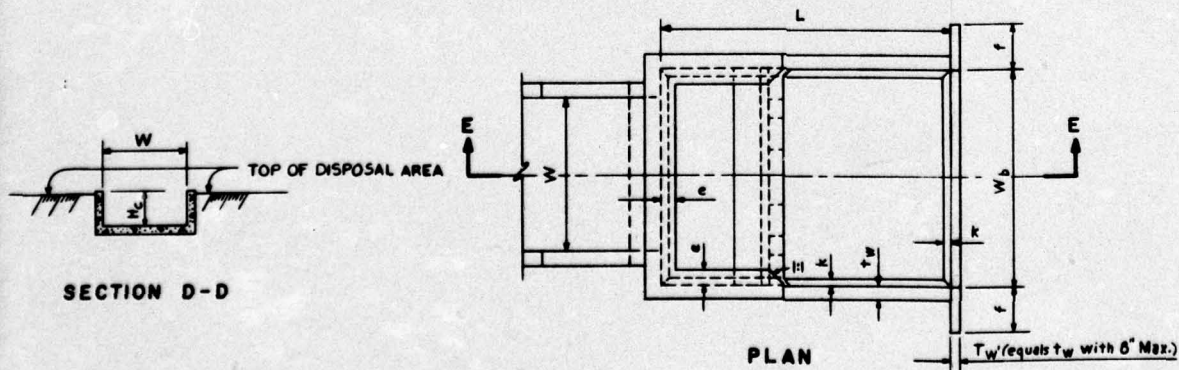 L
f
W
TOP OF DISPOSAL AREA
Hc
SECTION D-D
E
E
W
e
Wb
k
e
1:1
k
tw
f
PLAN
Tw' (equals tw with 8" Max.)